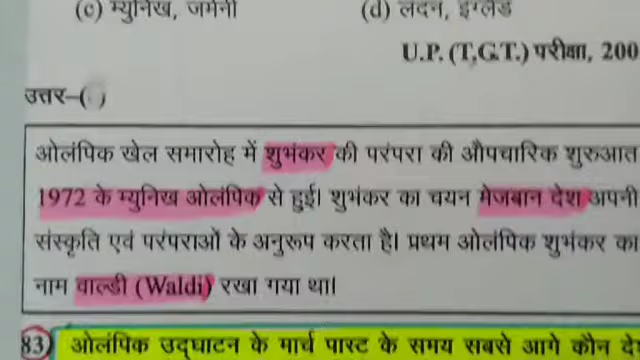 (c) म्युनिख, जर्मनी (d) लंदन, इंग्लैंड
U.P. (T.G.T.) परीक्षा, 200
उत्तर–( )
ओलंपिक खेल समारोह में शुभंकर की परंपरा की औपचारिक शुरुआत
1972 के म्युनिख ओलंपिक से हुई। शुभंकर का चयन मेजबान देश अपनी
संस्कृति एवं परंपराओं के अनुरूप करता है। प्रथम ओलंपिक शुभंकर का
नाम वाल्डी (Waldi) रखा गया था।
83) ओलंपिक उद्घाटन के मार्च पास्ट के समय सबसे आगे कौन दे